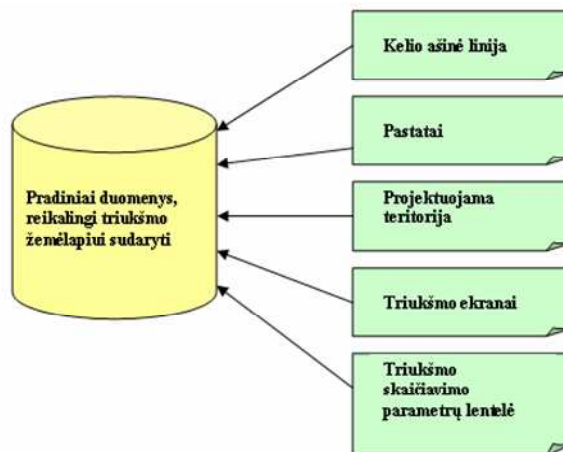 Kelio ašinė linija
Pastatai
Pradiniai duomenys,
reikalingi triukšmo
žemėlapiui sudaryti
Projektuojama
teritorija
Triukšmo ekranai
Triukšmo
skaičiavimo
parametrų lentelė